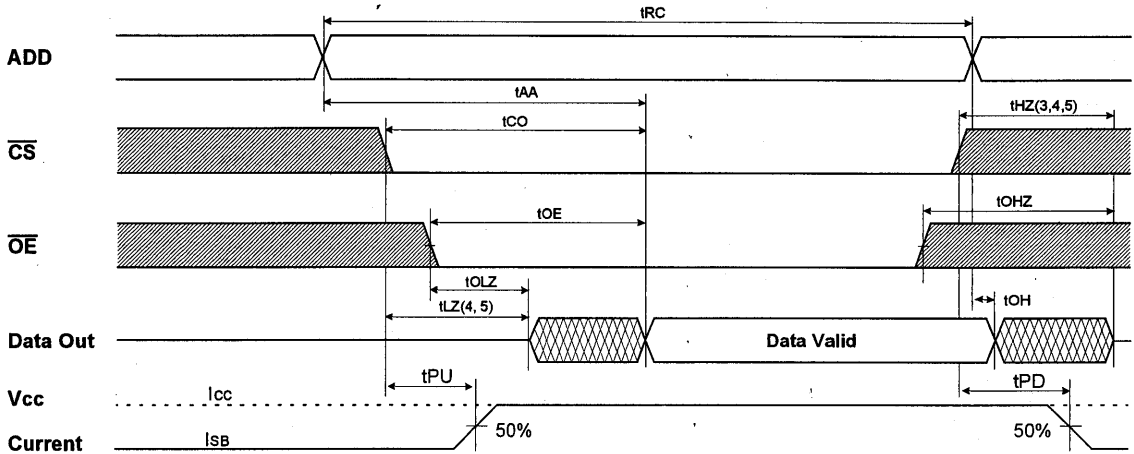 tRC
ADD
tAA
tHZ(3,4,5)
tCO
CS
tOE
tOHZ
OE
tOLZ
tLZ(4, 5)
tOH
Data Out
Data Valid
tPU
tPD
Vcc
Icc
50%
50%
Current
ISB